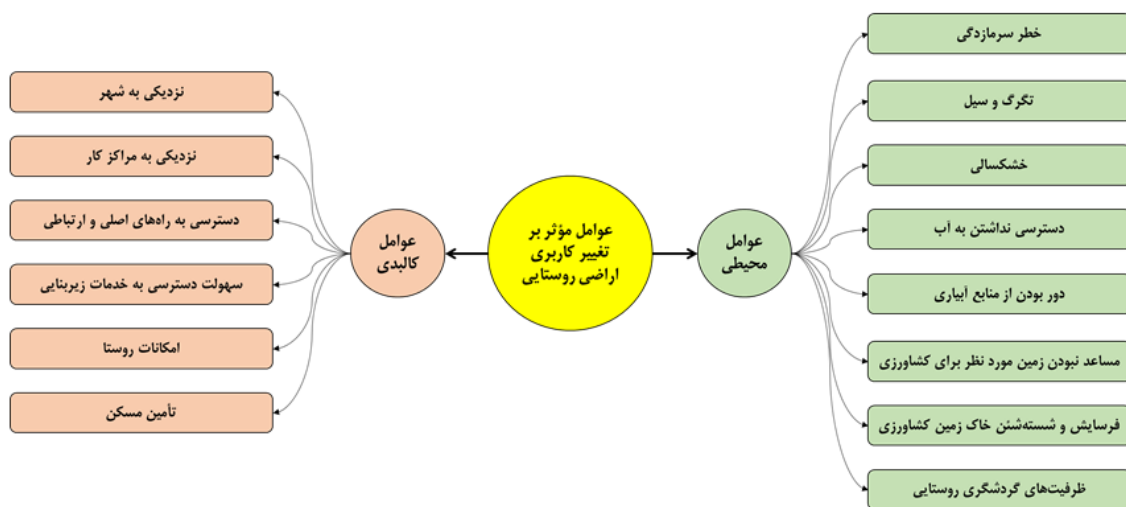 عوامل مؤثر بر
تغییر کاربری
اراضی روستایی
عوامل
محیطی
خطر سرمازدگی
تگرگ و سیل
خشکسالی
دسترسی نداشتن به آب
دور بودن از منابع آبیاری
مساعد نبودن زمین مورد نظر برای کشاورزی
فرسایش و شسته‌شدن خاک زمین کشاورزی
ظرفیت‌های گردشگری روستایی
عوامل
کالبدی
نزدیکی به شهر
نزدیکی به مراکز کار
دسترسی به راه‌های اصلی و ارتباطی
سهولت دسترسی به خدمات زیربنایی
امکانات روستا
تأمین مسکن